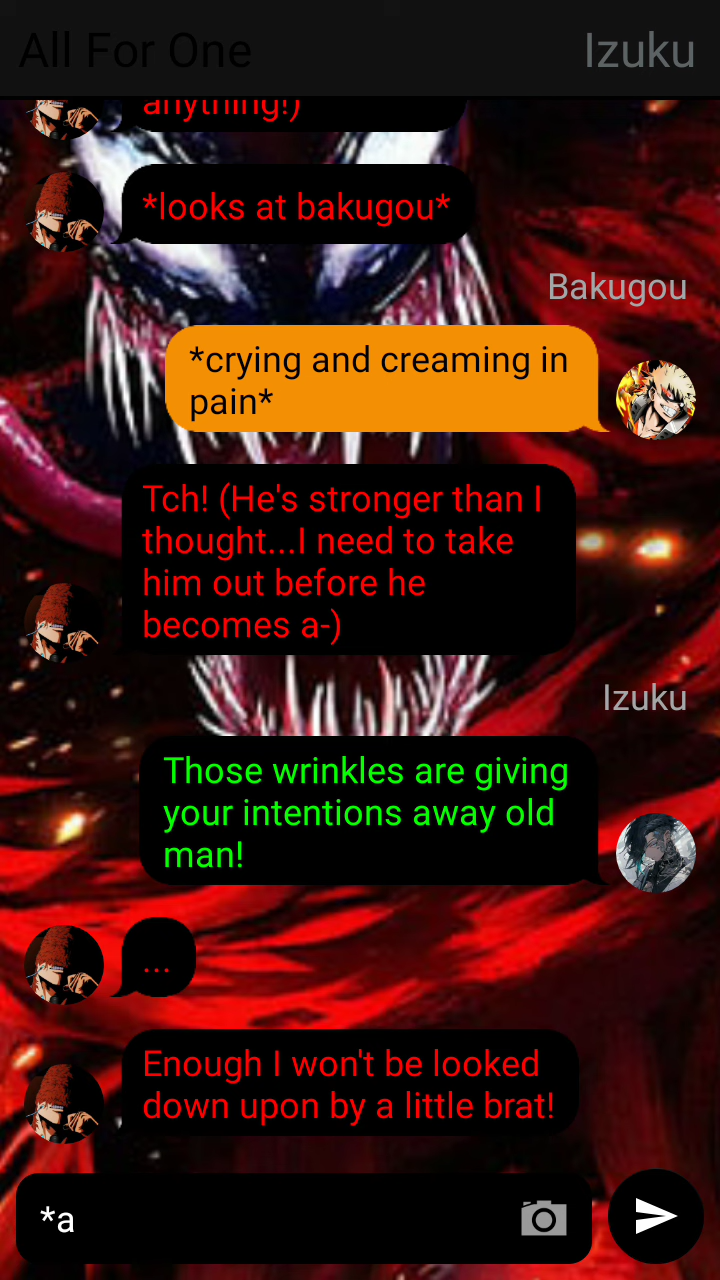 All For One
Izuku
anything!)
*looks at bakugou*
Bakugou
*crying and creaming in
pain*
Tch! (He's stronger than I
thought...I need to take
him out before he
becomes a-)
Izuku
Those wrinkles are giving
your intentions away old
man!
...
Enough I won't be looked
down upon by a little brat!
*a